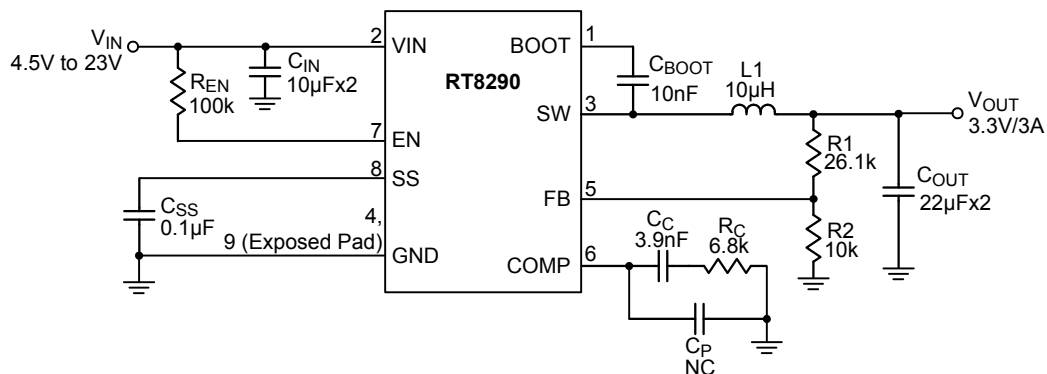 VIN
4.5V to 23V
REN
100k
CIN
10µFx2
2
VIN
RT8290
BOOT
1
CBOOT
10nF
L1
10µH
SW
3
VOUT
3.3V/3A
7
EN
R1
26.1k
COUT
22µFx2
8
SS
FB
5
CSS
0.1µF
4,
9 (Exposed Pad)
GND
R2
10k
COMP
6
CC
3.9nF
RC
6.8k
CP
NC